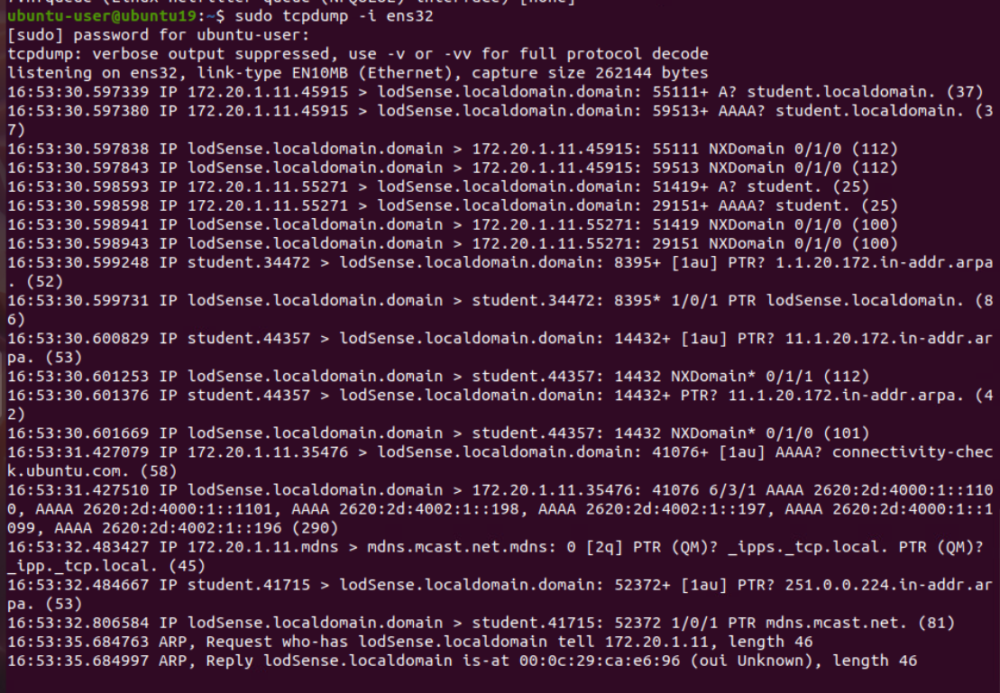 ubuntu-user@ubuntu19:~$ sudo tcpdump -i ens32
[sudo] password for ubuntu-user:
tcpdump: verbose output suppressed, use -v or -vv for full protocol decode
listening on ens32, link-type EN10MB (Ethernet), capture size 262144 bytes
16:53:30.597339 IP 172.20.1.11.45915 > lodSense.localdomain.domain: 55111+ A? student.localdomain. (37)
16:53:30.597380 IP 172.20.1.11.45915 > lodSense.localdomain.domain: 59513+ AAAA? student.localdomain. (3
7)
16:53:30.597838 IP lodSense.localdomain.domain > 172.20.1.11.45915: 55111 NXDomain 0/1/0 (112)
16:53:30.597843 IP lodSense.localdomain.domain > 172.20.1.11.45915: 59513 NXDomain 0/1/0 (112)
16:53:30.598593 IP 172.20.1.11.55271 > lodSense.localdomain.domain: 51419+ A? student. (25)
16:53:30.598598 IP 172.20.1.11.55271 > lodSense.localdomain.domain: 29151+ AAAA? student. (25)
16:53:30.598941 IP lodSense.localdomain.domain > 172.20.1.11.55271: 51419 NXDomain 0/1/0 (100)
16:53:30.598943 IP lodSense.localdomain.domain > 172.20.1.11.55271: 29151 NXDomain 0/1/0 (100)
16:53:30.599248 IP student.34472 > lodSense.localdomain.domain: 8395+ [1au] PTR? 1.1.20.172.in-addr.arpa
. (52)
16:53:30.599731 IP lodSense.localdomain.domain > student.34472: 8395* 1/0/1 PTR lodSense.localdomain. (8
6)
16:53:30.600829 IP student.44357 > lodSense.localdomain.domain: 14432+ [1au] PTR? 11.1.20.172.in-addr.ar
pa. (53)
16:53:30.601253 IP lodSense.localdomain.domain > student.44357: 14432 NXDomain* 0/1/1 (112)
16:53:30.601376 IP student.44357 > lodSense.localdomain.domain: 14432+ PTR? 11.1.20.172.in-addr.arpa. (4
2)
16:53:30.601669 IP lodSense.localdomain.domain > student.44357: 14432 NXDomain* 0/1/0 (101)
16:53:31.427079 IP 172.20.1.11.35476 > lodSense.localdomain.domain: 41076+ [1au] AAAA? connectivity-chec
k.ubuntu.com. (58)
16:53:31.427510 IP lodSense.localdomain.domain > 172.20.1.11.35476: 41076 6/3/1 AAAA 2620:2d:4000:1::110
0, AAAA 2620:2d:4000:1::1101, AAAA 2620:2d:4002:1::198, AAAA 2620:2d:4002:1::197, AAAA 2620:2d:4000:1::1
099, AAAA 2620:2d:4002:1::196 (290)
16:53:32.483427 IP 172.20.1.11.mdns > mdns.mcast.net.mdns: 0 [2q] PTR (QM)? _ipps._tcp.local. PTR (QM)?
_ipp._tcp.local. (45)
16:53:32.484667 IP student.41715 > lodSense.localdomain.domain: 52372+ [1au] PTR? 251.0.0.224.in-addr.ar
pa. (53)
16:53:32.806584 IP lodSense.localdomain.domain > student.41715: 52372 1/0/1 PTR mdns.mcast.net. (81)
16:53:35.684763 ARP, Request who-has lodSense.localdomain tell 172.20.1.11, length 46
16:53:35.684997 ARP, Reply lodSense.localdomain is-at 00:0c:29:ca:e6:96 (oui Unknown), length 46